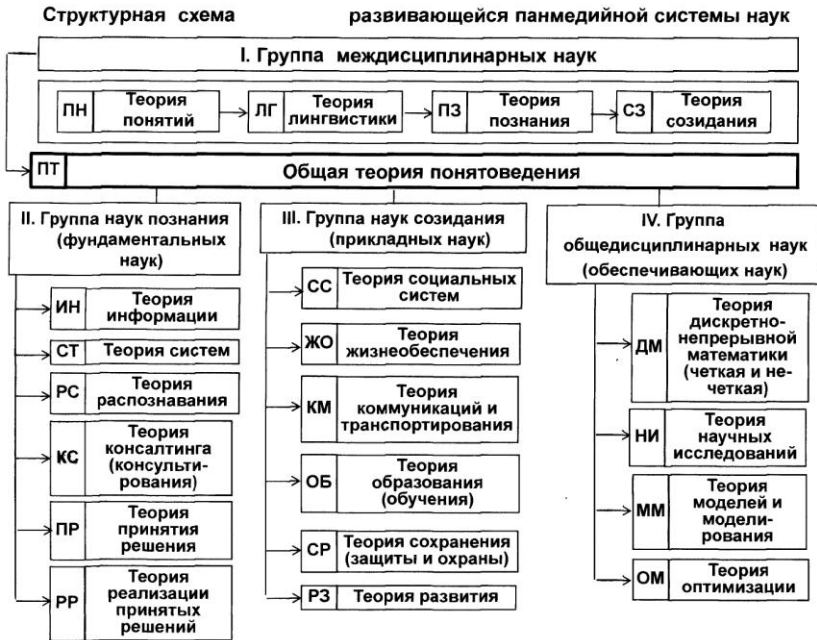 Структурная схема развивающейся панмедийной системы наук
I. Группа междисциплинарных наук
ПН
Теория
понятий
ЛГ
Теория
лингвистики
ПЗ
Теория
познания
СЗ
Теория
созидания
ПТ
Общая теория понятоведения
II. Группа наук познания
(фундаментальных
наук)
ИН
Теория
информации
СТ
Теория систем
РС
Теория
распознавания
КС
Теория
консалтинга
(консульти-
рования)
ПР
Теория
принятия
решения
РР
Теория
реализации
принятых
решений
III. Группа наук созидания
(прикладных наук)
СС
Теория социальных
систем
ЖО
Теория
жизнеобеспечения
КМ
Теория
коммуникаций и
транспортирования
ОБ
Теория
образования
(обучения)
СР
Теория сохранения
(защиты и охраны)
РЗ
Теория развития
IV. Группа
общедисциплинарных наук
(обеспечивающих наук)
ДМ
Теория
дискретно-
непрерывной
математики
(четкая и не-
четкая)
НИ
Теория
научных
исследований
ММ
Теория
моделей и
модели-
рования
ОМ
Теория
оптимизации